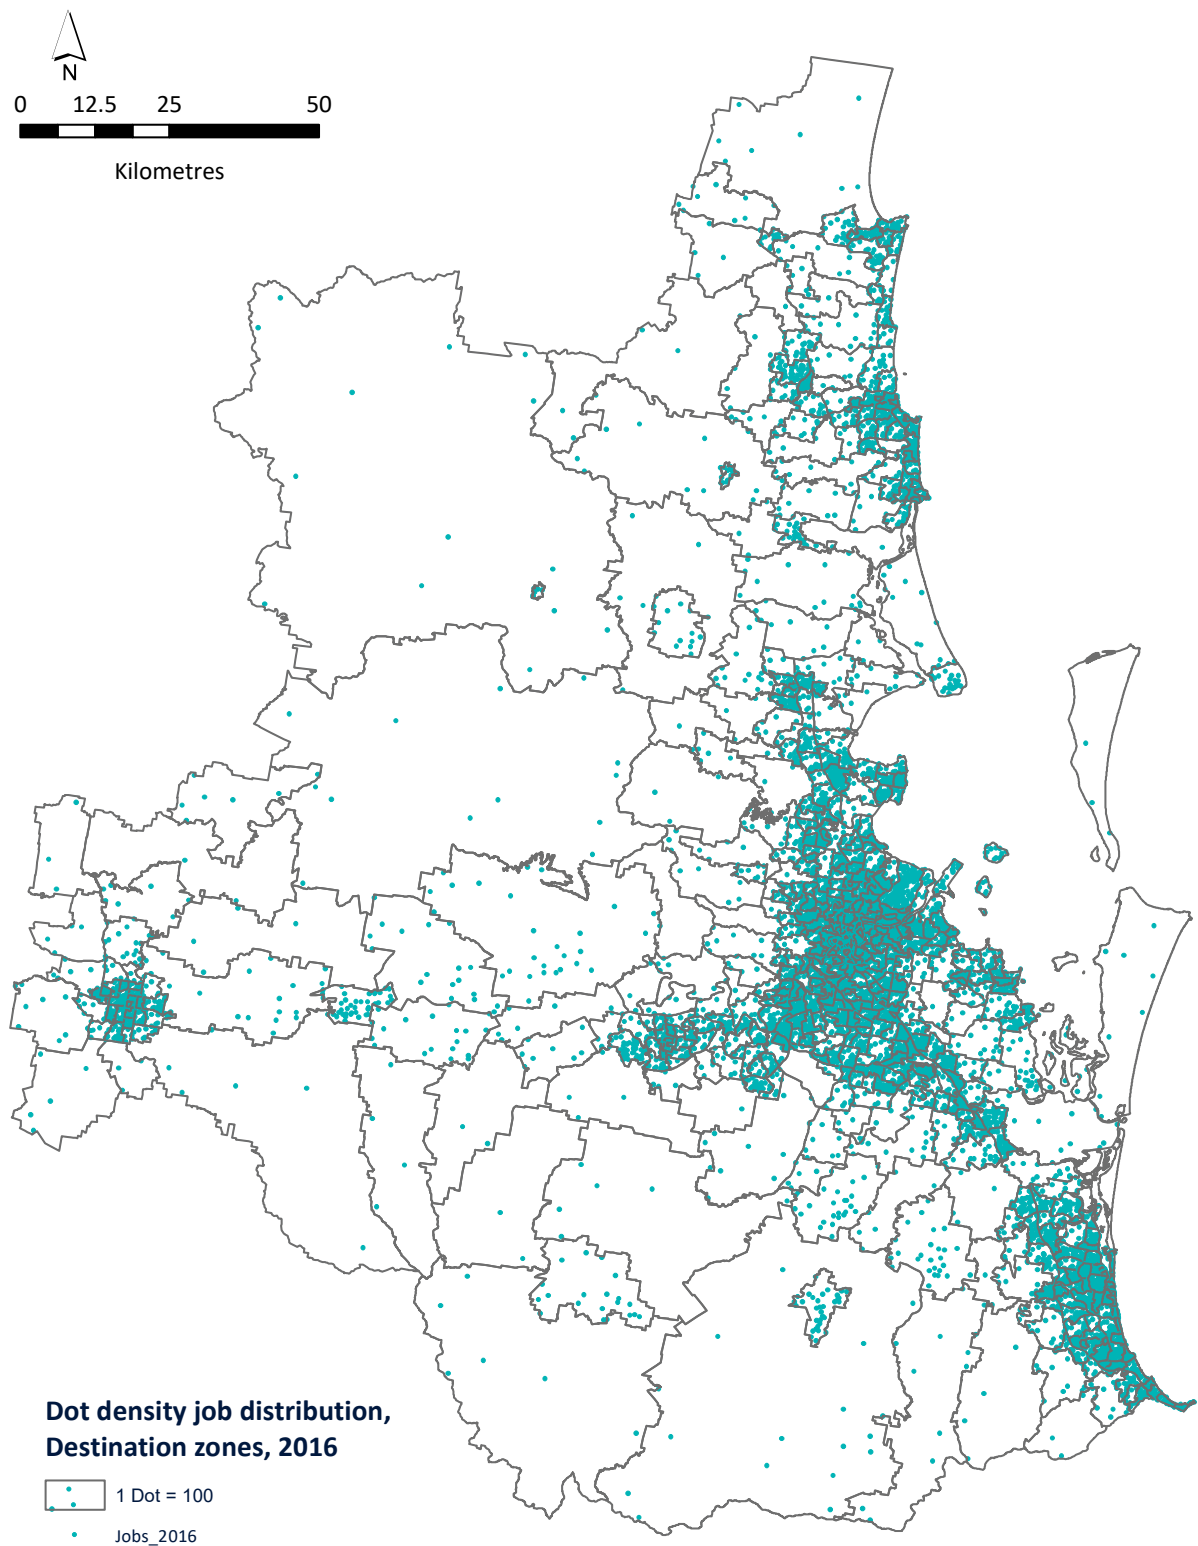 N
0 12.5 25 50
Kilometres
Dot density job distribution,
Destination zones, 2016
1 Dot = 100
Jobs_2016